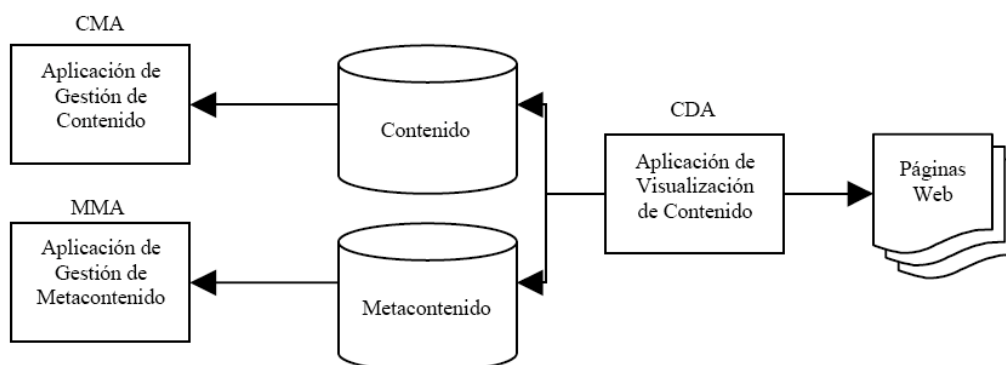 CMA
Aplicación de
Gestión de
Contenido
Contenido
MMA
Aplicación de
Gestión de
Metacontenido
Metacontenido
CDA
Aplicación de
Visualización
de Contenido
Páginas
Web